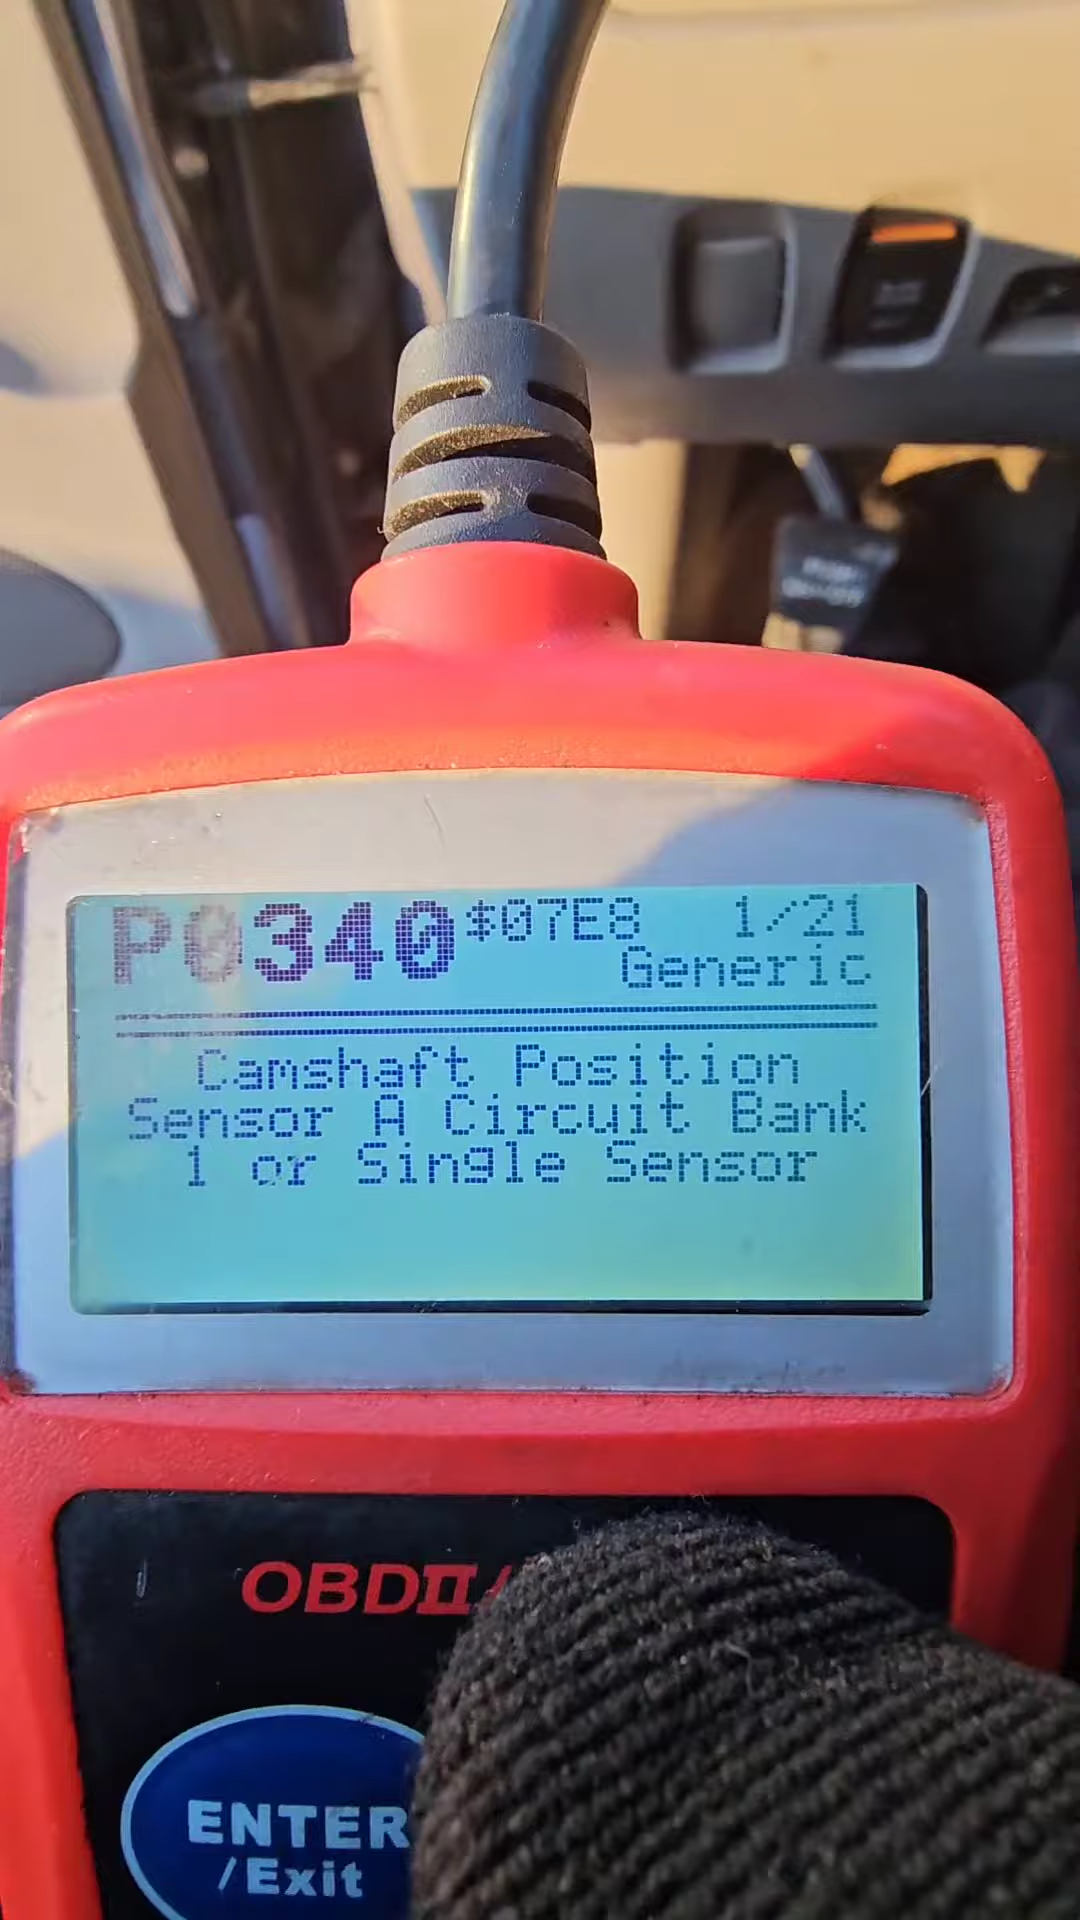 P0340 $07E8 1/21
Generic
Camshaft Position
Sensor A Circuit Bank
1 or Single Sensor
OBDII
ENTER
/Exit